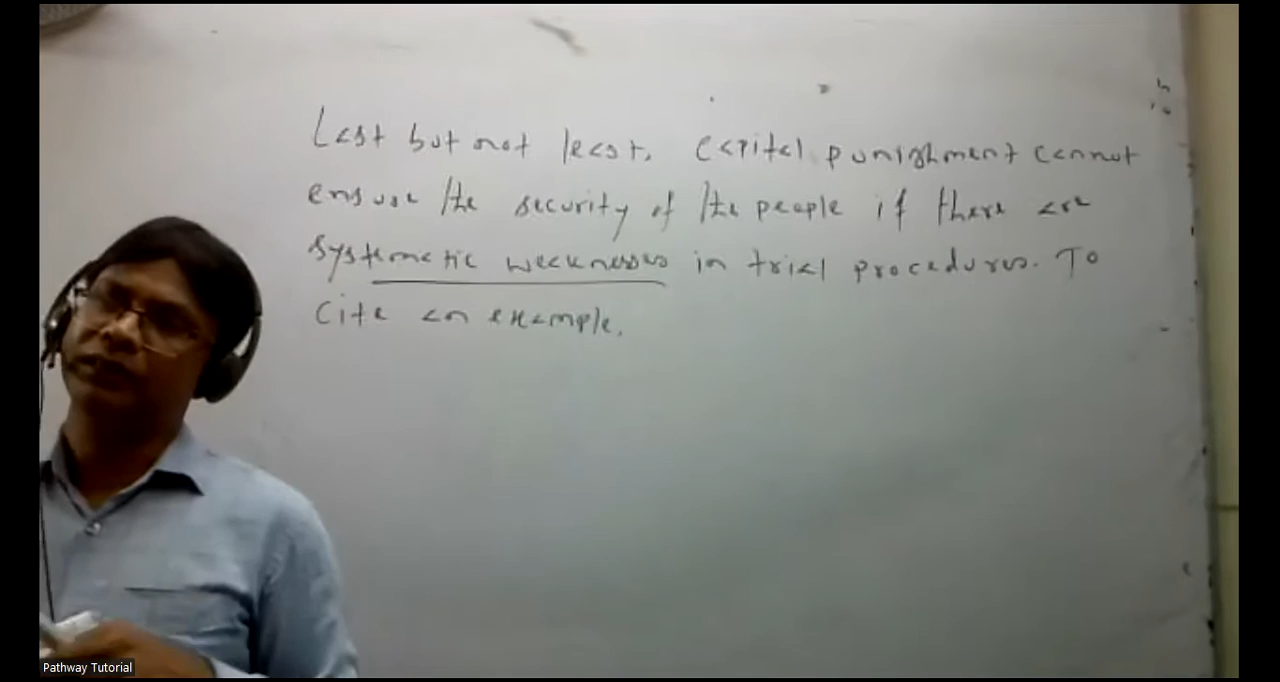 Last but not least, capital punishment cannot
ensure the security of the people if there are
systematic weaknesses in trial procedures. To
cite an example,
Pathway Tutorial